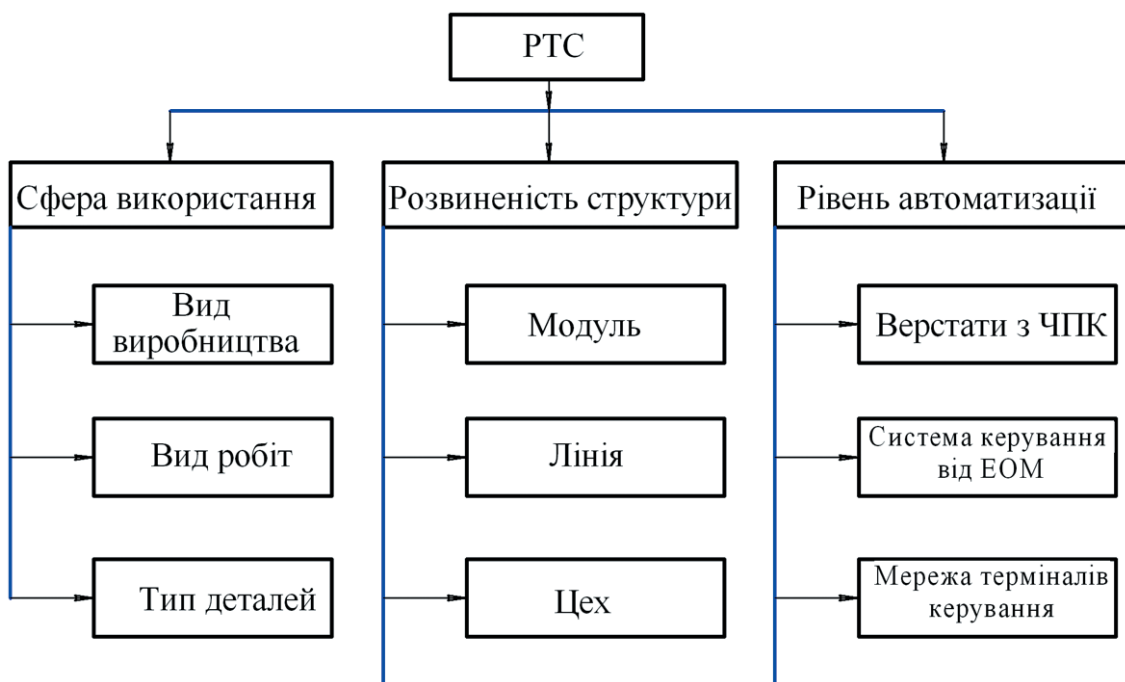 РТС
Сфера використання
Розвиненість структури
Рівень автоматизації
Вид
виробництва
Модуль
Верстати з ЧПК
Вид робіт
Лінія
Система керування
від ЕОМ
Тип деталей
Цех
Мережа терміналів
керування